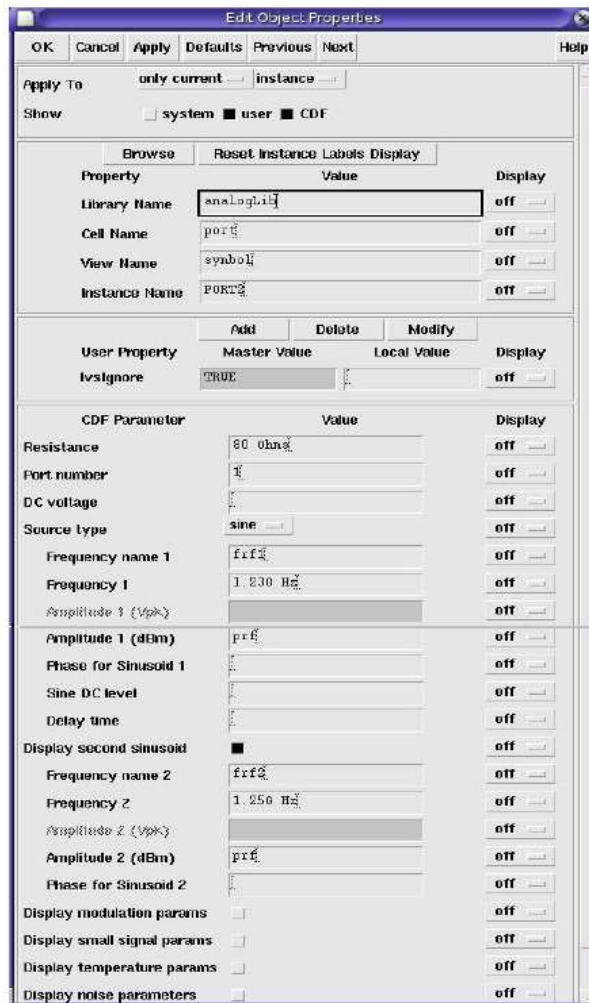 Edit Object Properties
OK Cancel Apply Defaults Previous Next Help
Apply To only current instance
Show system user CDF
Browse Reset Instance Labels Display
Property Value Display
Library Name analogLib off
Cell Name port off
View Name symbol off
Instance Name PORT2 off
Add Delete Modify
User Property Master Value Local Value Display
lvsIgnore TRUE off
CDF Parameter Value Display
Resistance 80 Ohms off
Port number 1 off
DC voltage off
Source type sine off
Frequency name 1 frf1 off
Frequency 1 1.23G Hz off
Amplitude 1 (Vpk)
Amplitude 1 (dBm) prf off
Phase for Sinusoid 1 off
Sine DC level off
Delay time off
Display second sinusoid off
Frequency name 2 frf2 off
Frequency 2 1.25G Hz off
Amplitude 2 (Vpk) off
Amplitude 2 (dBm) prf off
Phase for Sinusoid 2 off
Display modulation params off
Display small signal params off
Display temperature params off
Display noise parameters off